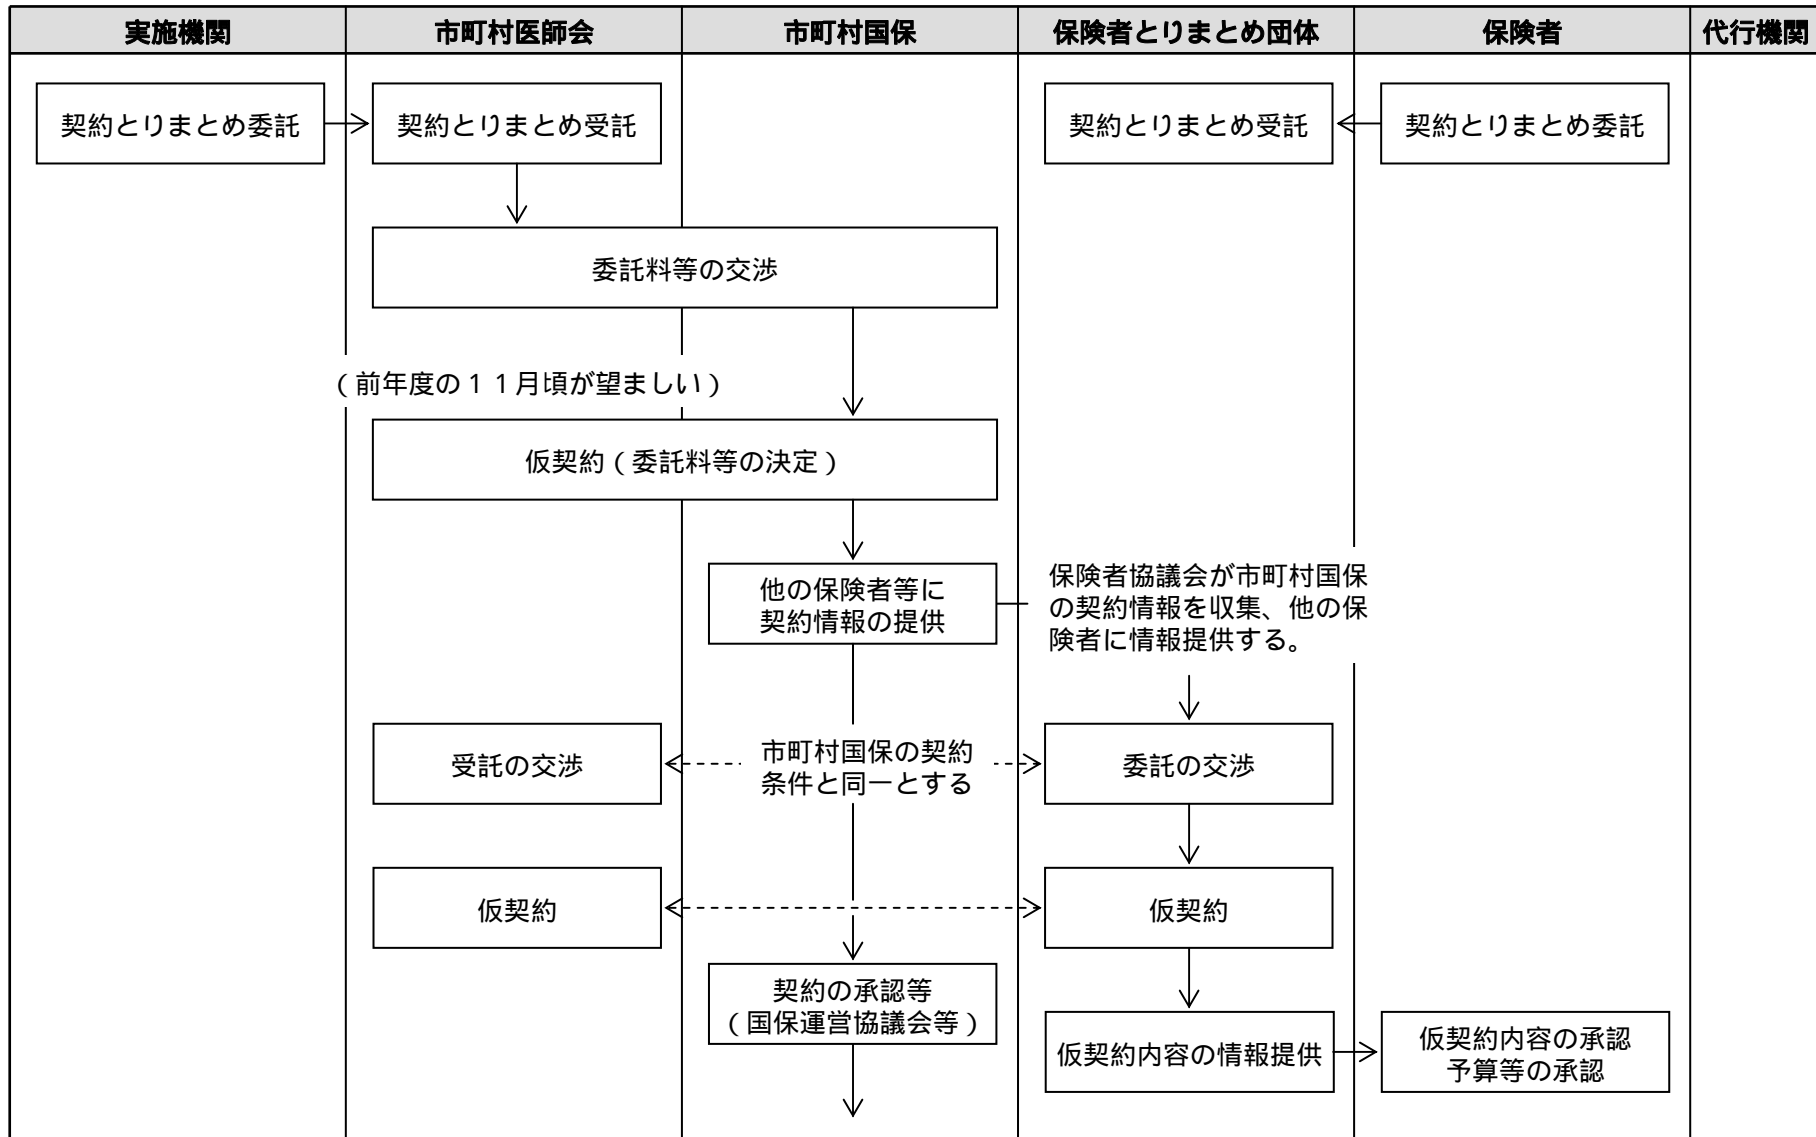 実施機関
市町村医師会
市町村国保
保険者とりまとめ団体
保険者
代行機関
契約とりまとめ委託
契約とりまとめ受託
契約とりまとめ受託
契約とりまとめ委託
委託料等の交渉
(前年度の11月頃が望ましい)
仮契約(委託料等の決定)
他の保険者等に
契約情報の提供
保険者協議会が市町村国保
の契約情報を収集、他の保
険者に情報提供する。
受託の交渉
市町村国保の契約
条件と同一とする
委託の交渉
仮契約
仮契約
契約の承認等
(国保運営協議会等)
仮契約内容の情報提供
仮契約内容の承認
予算等の承認